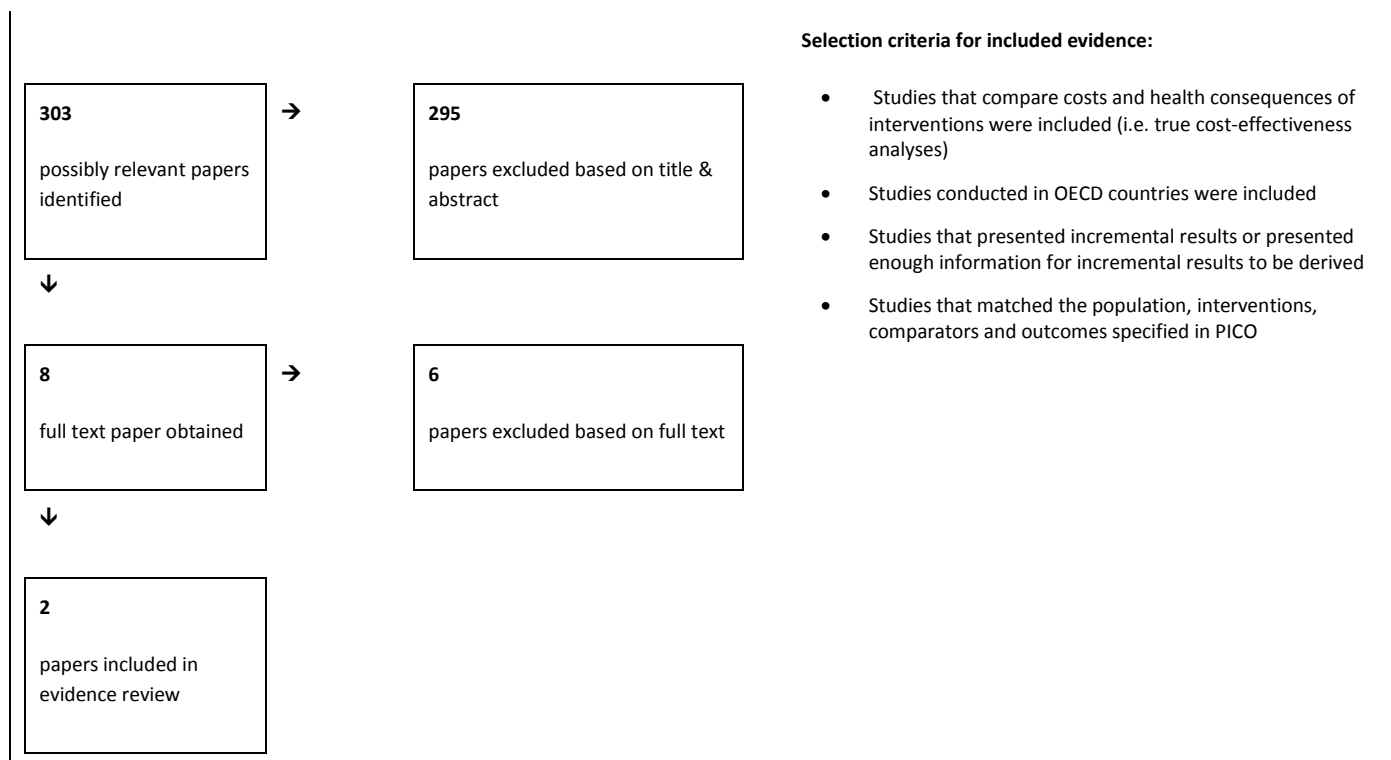 303
→
possibly relevant papers
identified
295
papers excluded based on title &
abstract
↓
8
→
full text paper obtained
6
papers excluded based on full text
↓
2
papers included in
evidence review
Selection criteria for included evidence:
• Studies that compare costs and health consequences of
interventions were included (i.e. true cost-effectiveness
analyses)
• Studies conducted in OECD countries were included
• Studies that presented incremental results or presented
enough information for incremental results to be derived
• Studies that matched the population, interventions,
comparators and outcomes specified in PICO